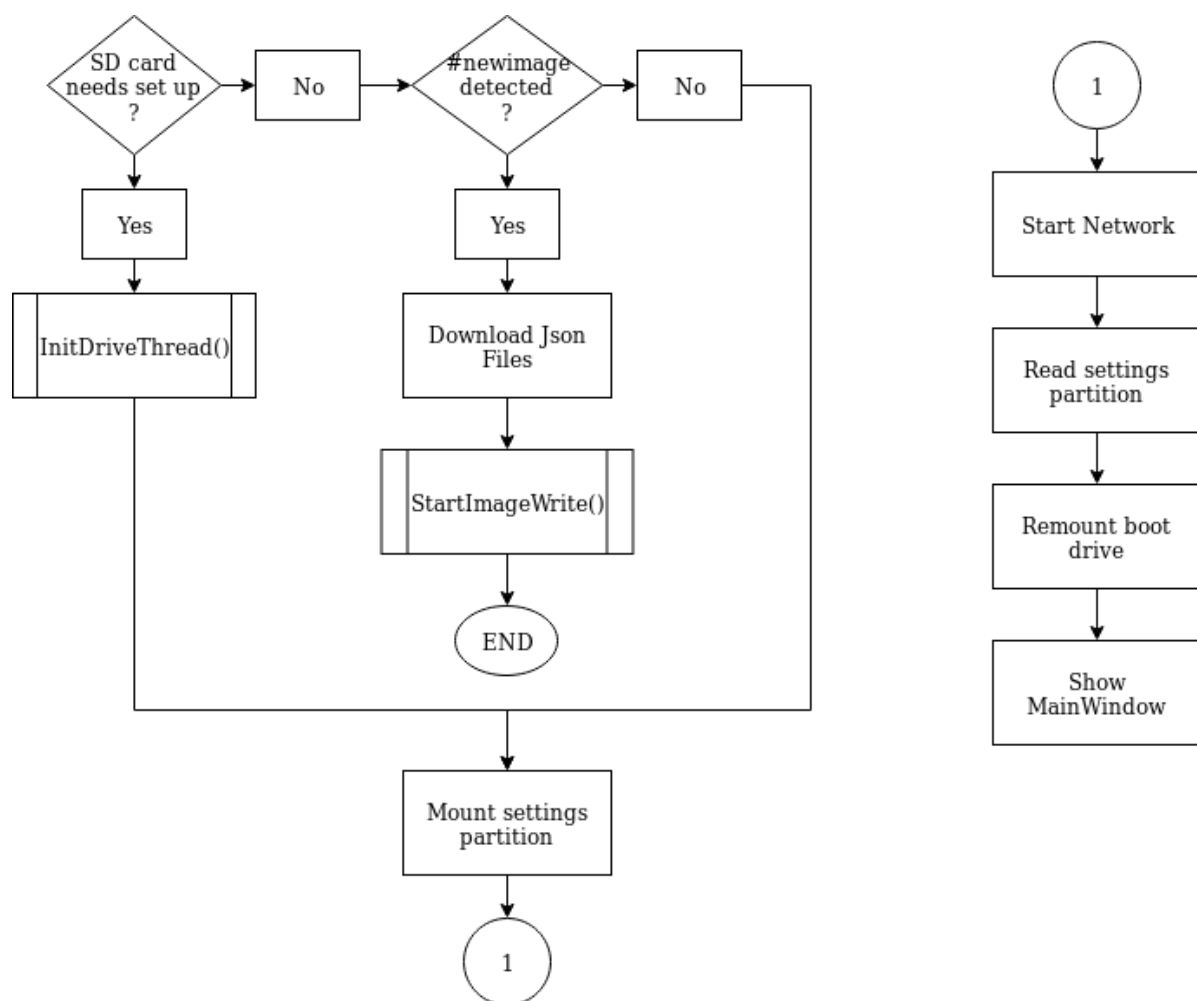 SD card
needs set up
?
No
#newimage
detected
?
No
Yes
Yes
InitDriveThread()
Download Json
Files
StartImageWrite()
END
Mount settings
partition
1
1
Start Network
Read settings
partition
Remount boot
drive
Show
MainWindow